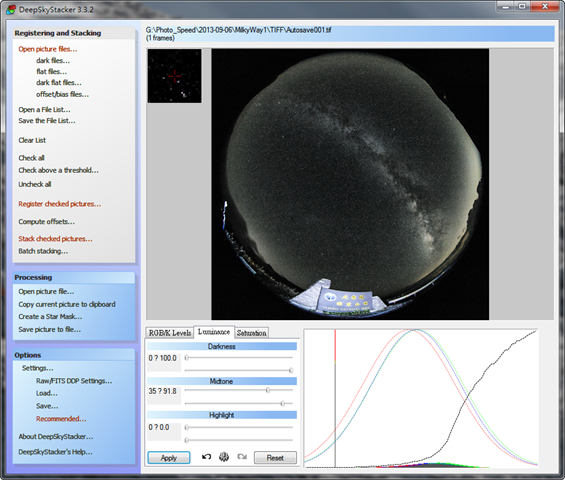 DeepSkyStacker 3.3.2
Registering and Stacking
Open picture files...
dark files...
flat files...
dark flat files...
offset/bias files...
Open a File List...
Save the File List...
Clear List
Check all
Check above a threshold...
Uncheck all
Register checked pictures...
Compute offsets...
Stack checked pictures...
Batch stacking...
Processing
Open picture file...
Copy current picture to clipboard
Create a Star Mask...
Save picture to file...
Options
Settings...
Raw/FITS DDP Settings...
Load...
Save...
Recommended...
About DeepSkyStacker...
DeepSkyStacker's Help...
G:\Photo_Speed\2013-09-06\MilkyWay1\TIFF\Autosave001.tif
(1 frames)
RGB/K Levels Luminance Saturation
Darkness
0 ? 100.0
Midtone
35 ? 91.8
Highlight
0 ? 0.0
Apply Reset